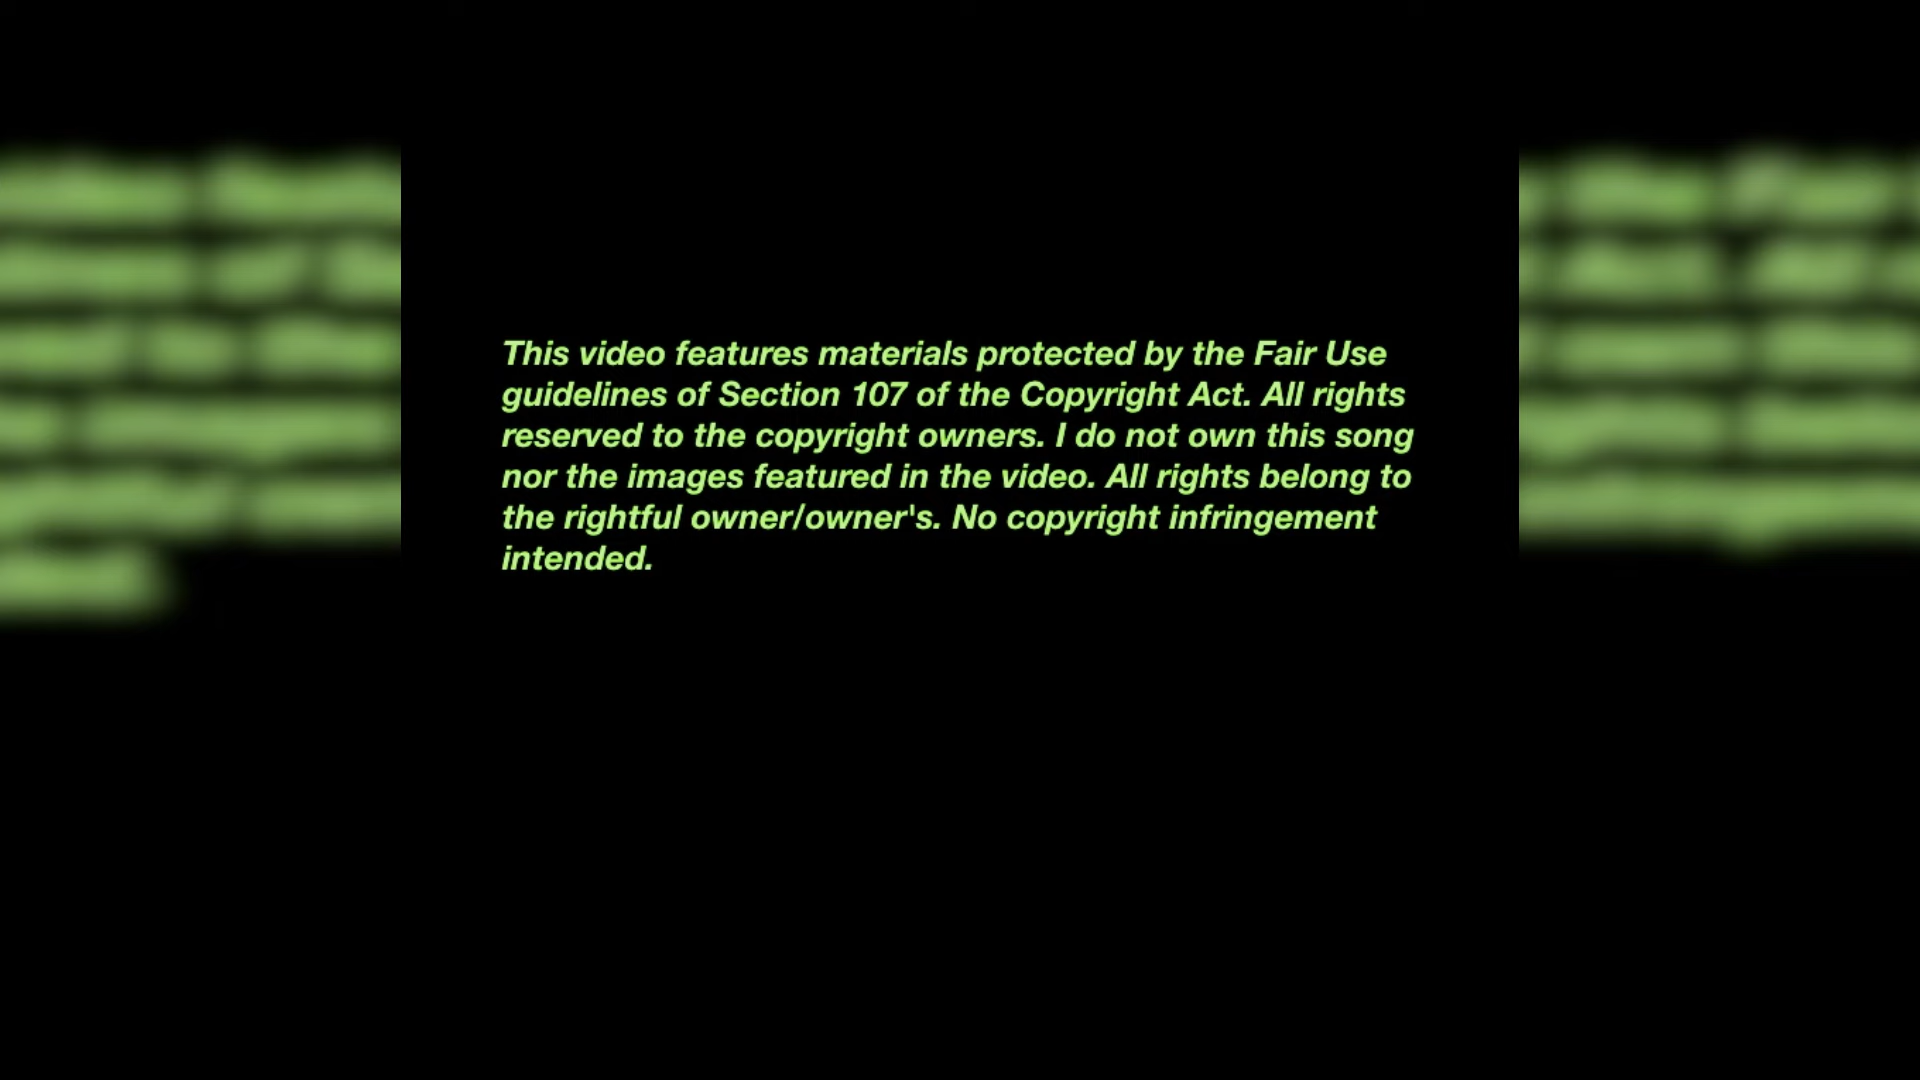 This video features materials protected by the Fair Use
guidelines of Section 107 of the Copyright Act. All rights
reserved to the copyright owners. I do not own this song
nor the images featured in the video. All rights belong to
the rightful owner/owner's. No copyright infringement
intended.